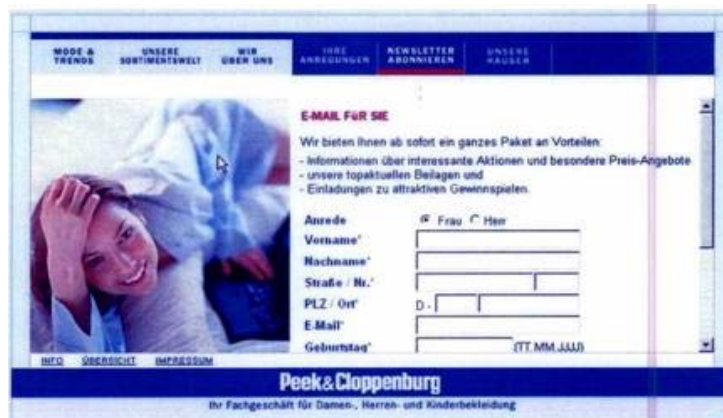 MODE & TRENDS
UNSERE SORTIMENTSWELT
WIR ÜBER UNS
IHRE ANREGUNGEN
NEWSLETTER ABONNIEREN
UNSERE HÄUSER
E-MAIL FüR SIE
Wir bieten Ihnen ab sofort ein ganzes Paket an Vorteilen:
- Informationen über interessante Aktionen und besondere Preis-Angebote
- unsere topaktuellen Beilagen und
- Einladungen zu attraktiven Gewinnspielen.
Anrede Frau Herr
Vorname*
Nachname*
Straße / Nr.*
PLZ / Ort* D -
E-Mail*
Geburtstag* (TT.MM.JJJJ)
INFO ÜBERSICHT IMPRESSUM
Peek&Cloppenburg
Ihr Fachgeschäft für Damen-, Herren- und Kinderbekleidung